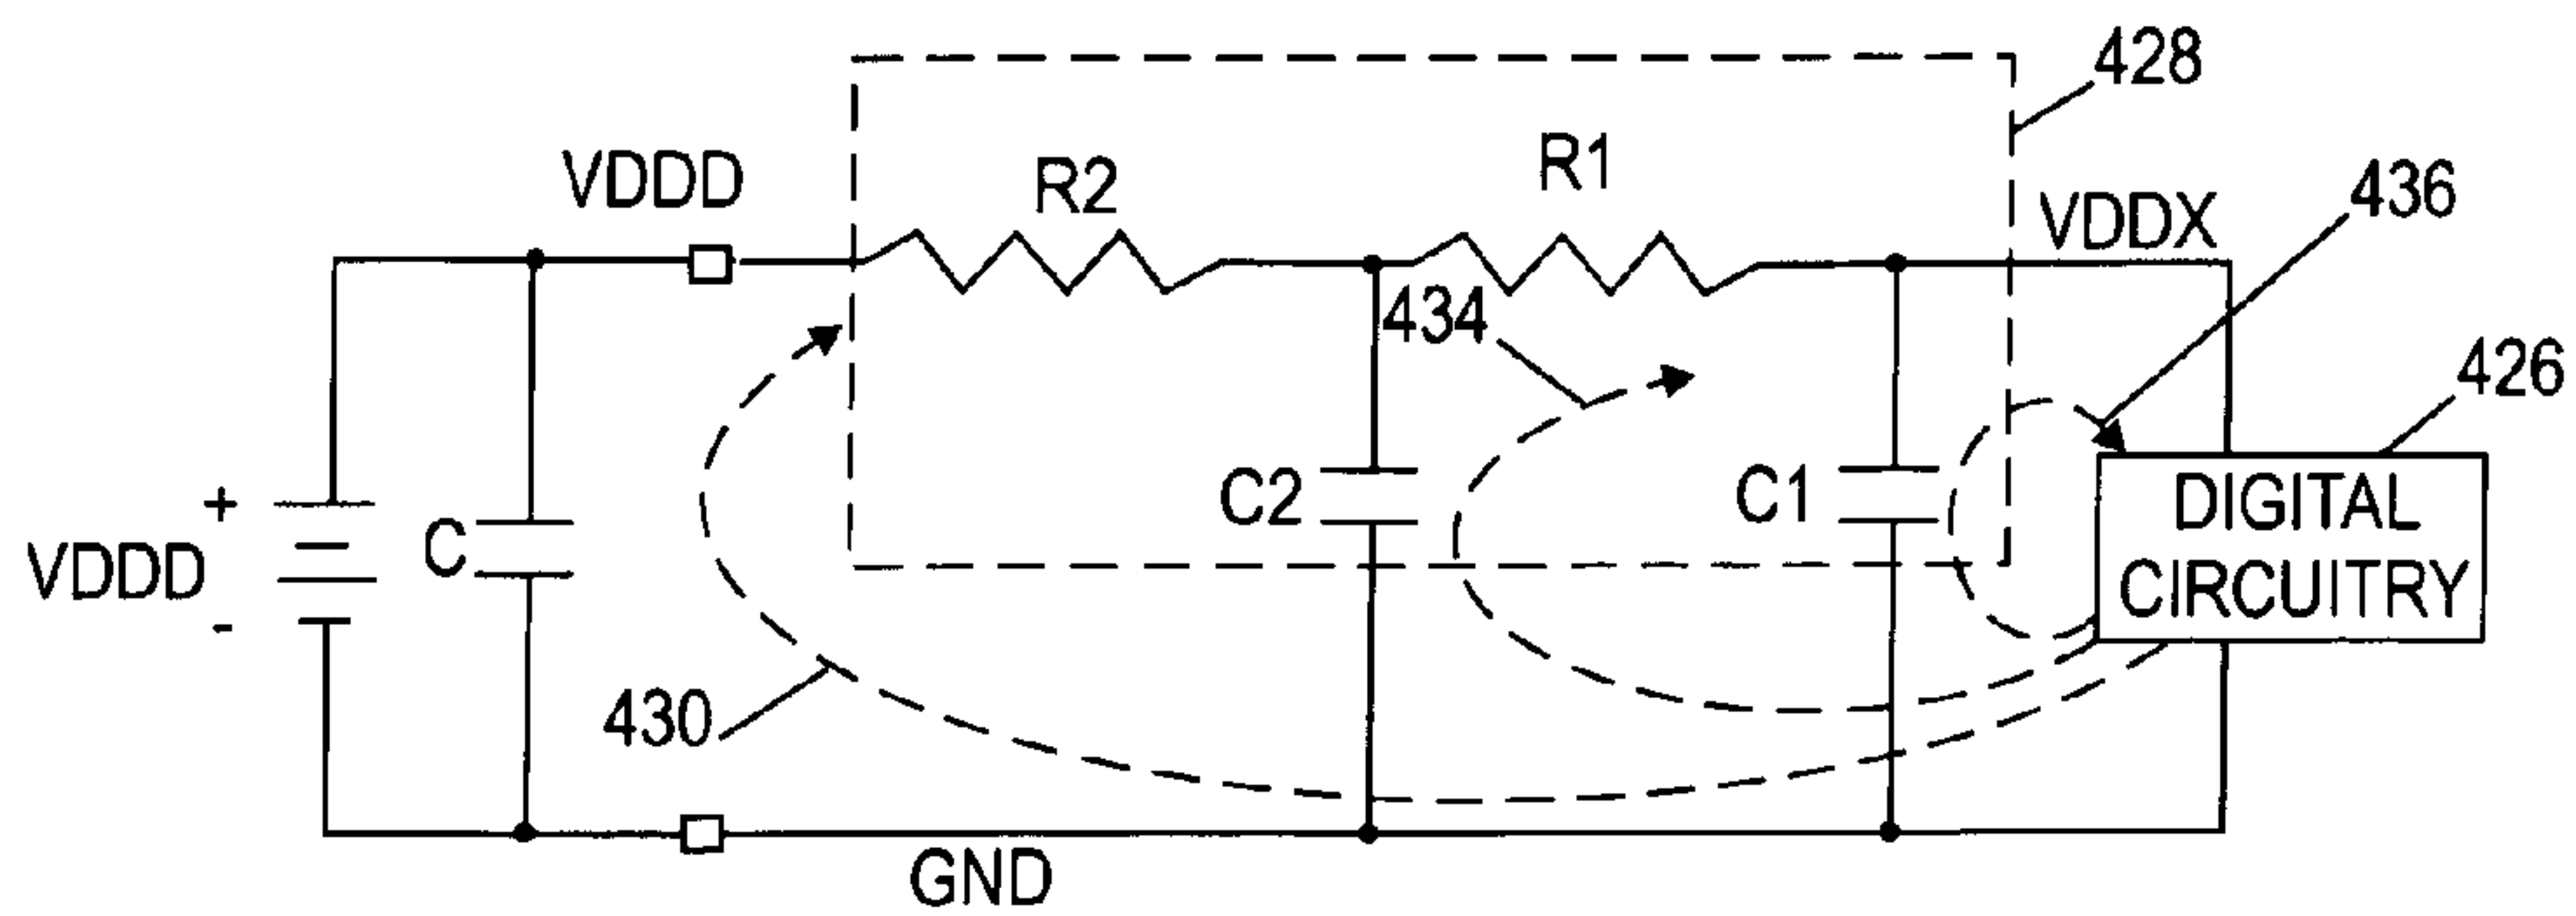 428
VDDD
R2
R1
VDDX
436
434
426
+
VDDD
-
C
C2
C1
DIGITAL
CIRCUITRY
430
GND